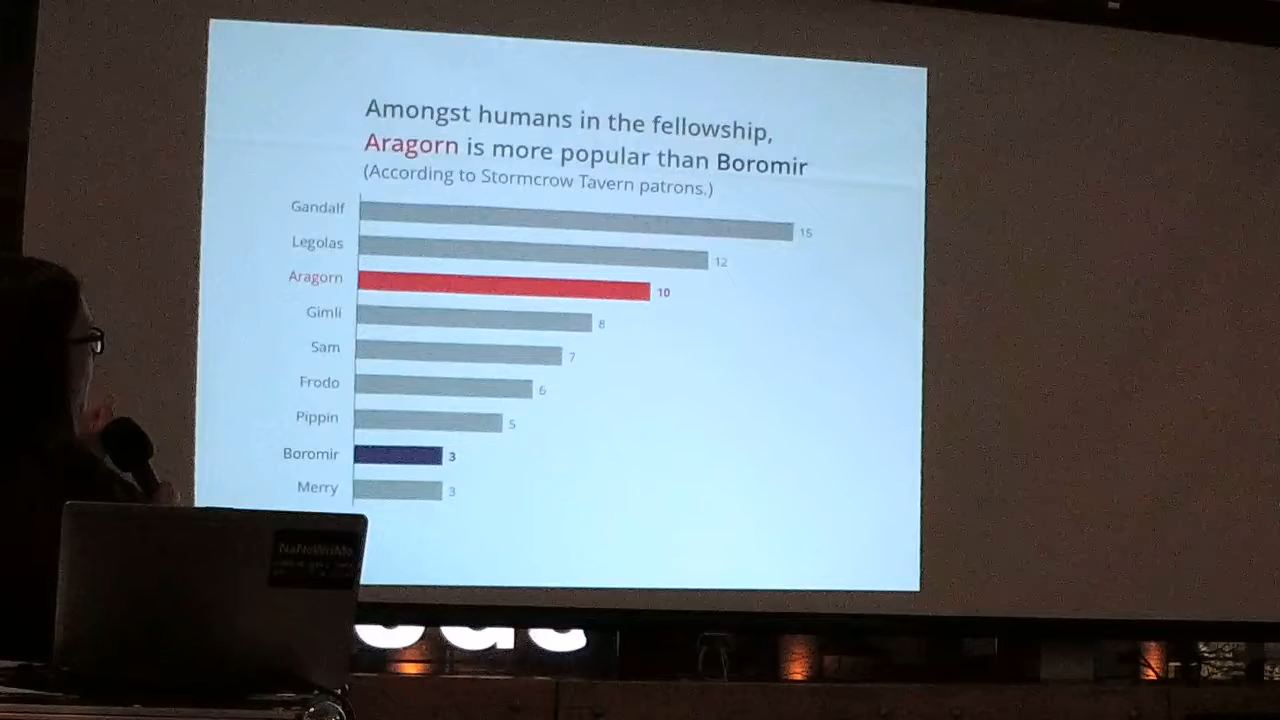 Amongst humans in the fellowship,
Aragorn is more popular than Boromir
(According to Stormcrow Tavern patrons.)
Gandalf 15
Legolas 12
Aragorn 10
Gimli 8
Sam 7
Frodo 6
Pippin 5
Boromir 3
Merry 3
NaNoWriMo